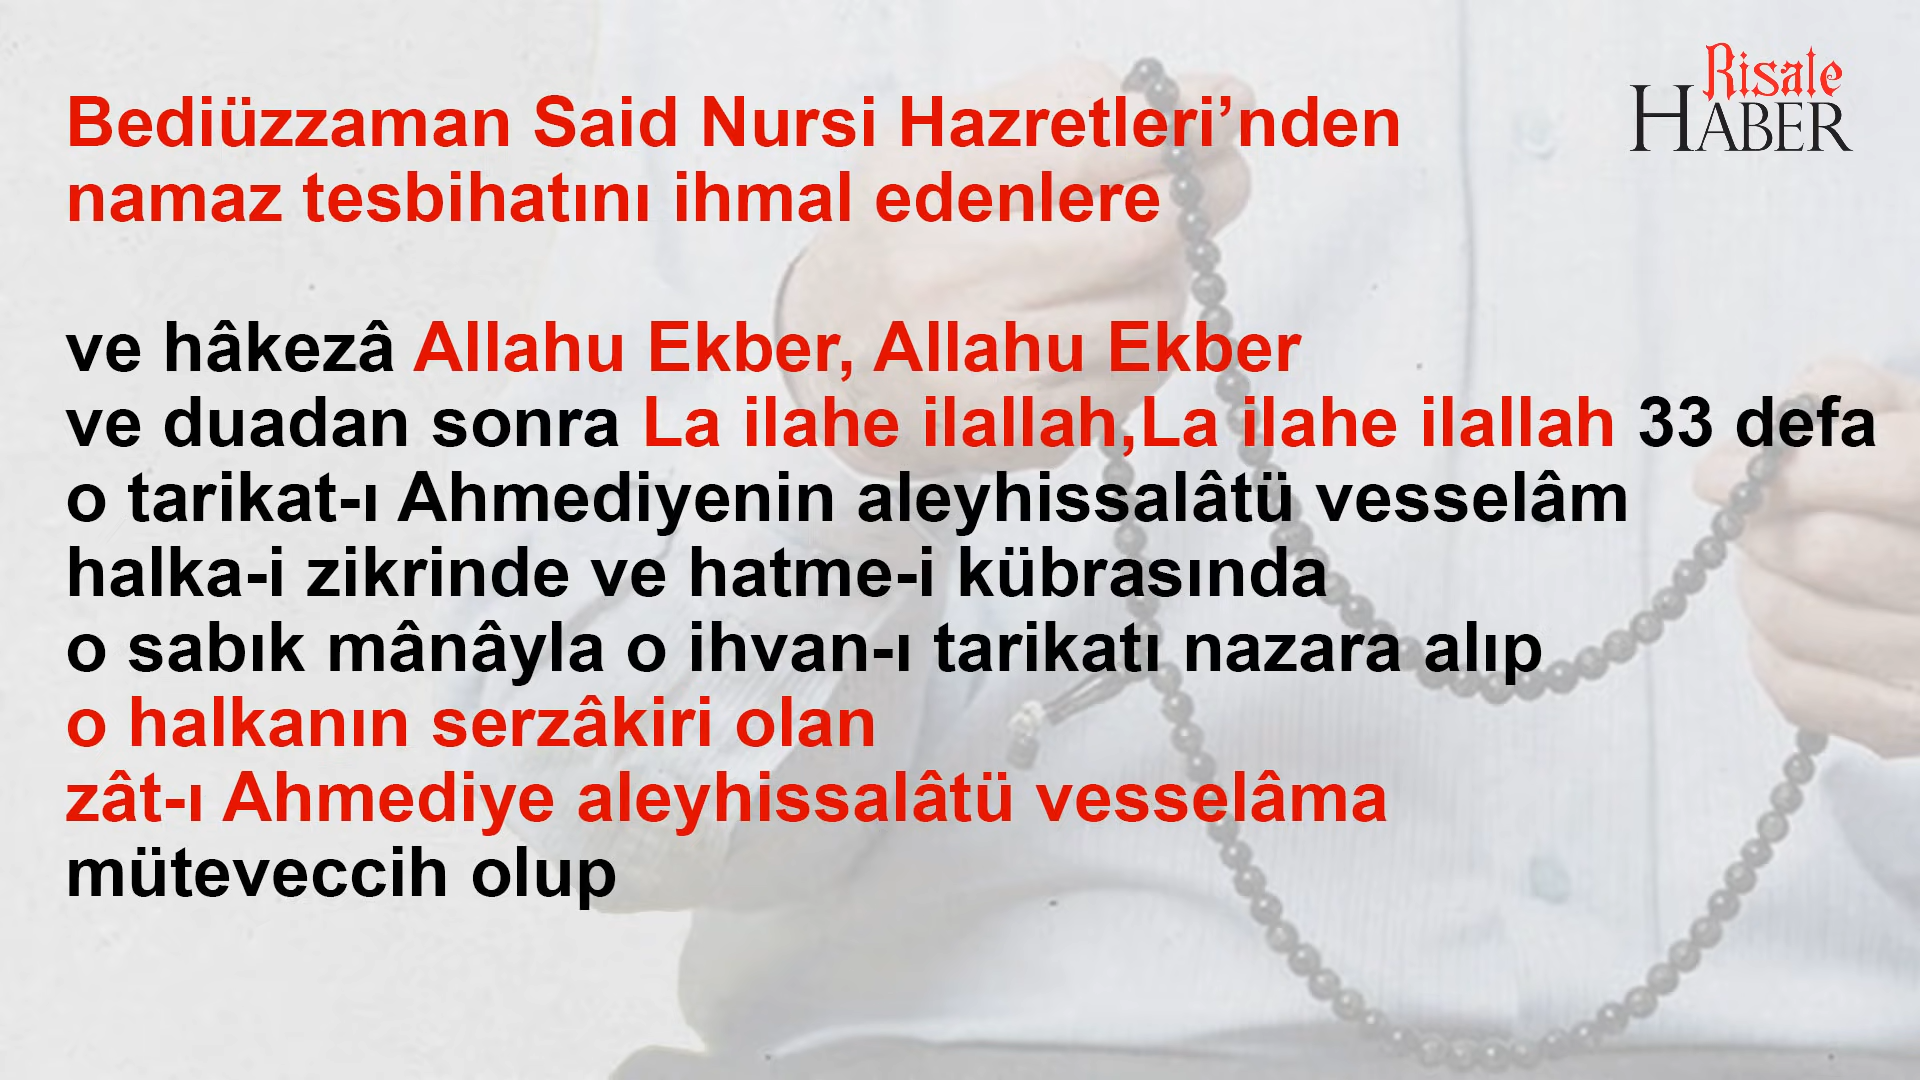 Risale
HABER
Bediüzzaman Said Nursi Hazretleri’nden
namaz tesbihatını ihmal edenlere
ve hâkezâ Allahu Ekber, Allahu Ekber
ve duadan sonra La ilahe ilallah,La ilahe ilallah 33 defa
o tarikat-ı Ahmediyenin aleyhissalâtü vesselâm
halka-i zikrinde ve hatme-i kübrasında
o sabık mânâyla o ihvan-ı tarikatı nazara alıp
o halkanın serzâkiri olan
zât-ı Ahmediye aleyhissalâtü vesselâma
müteveccih olup